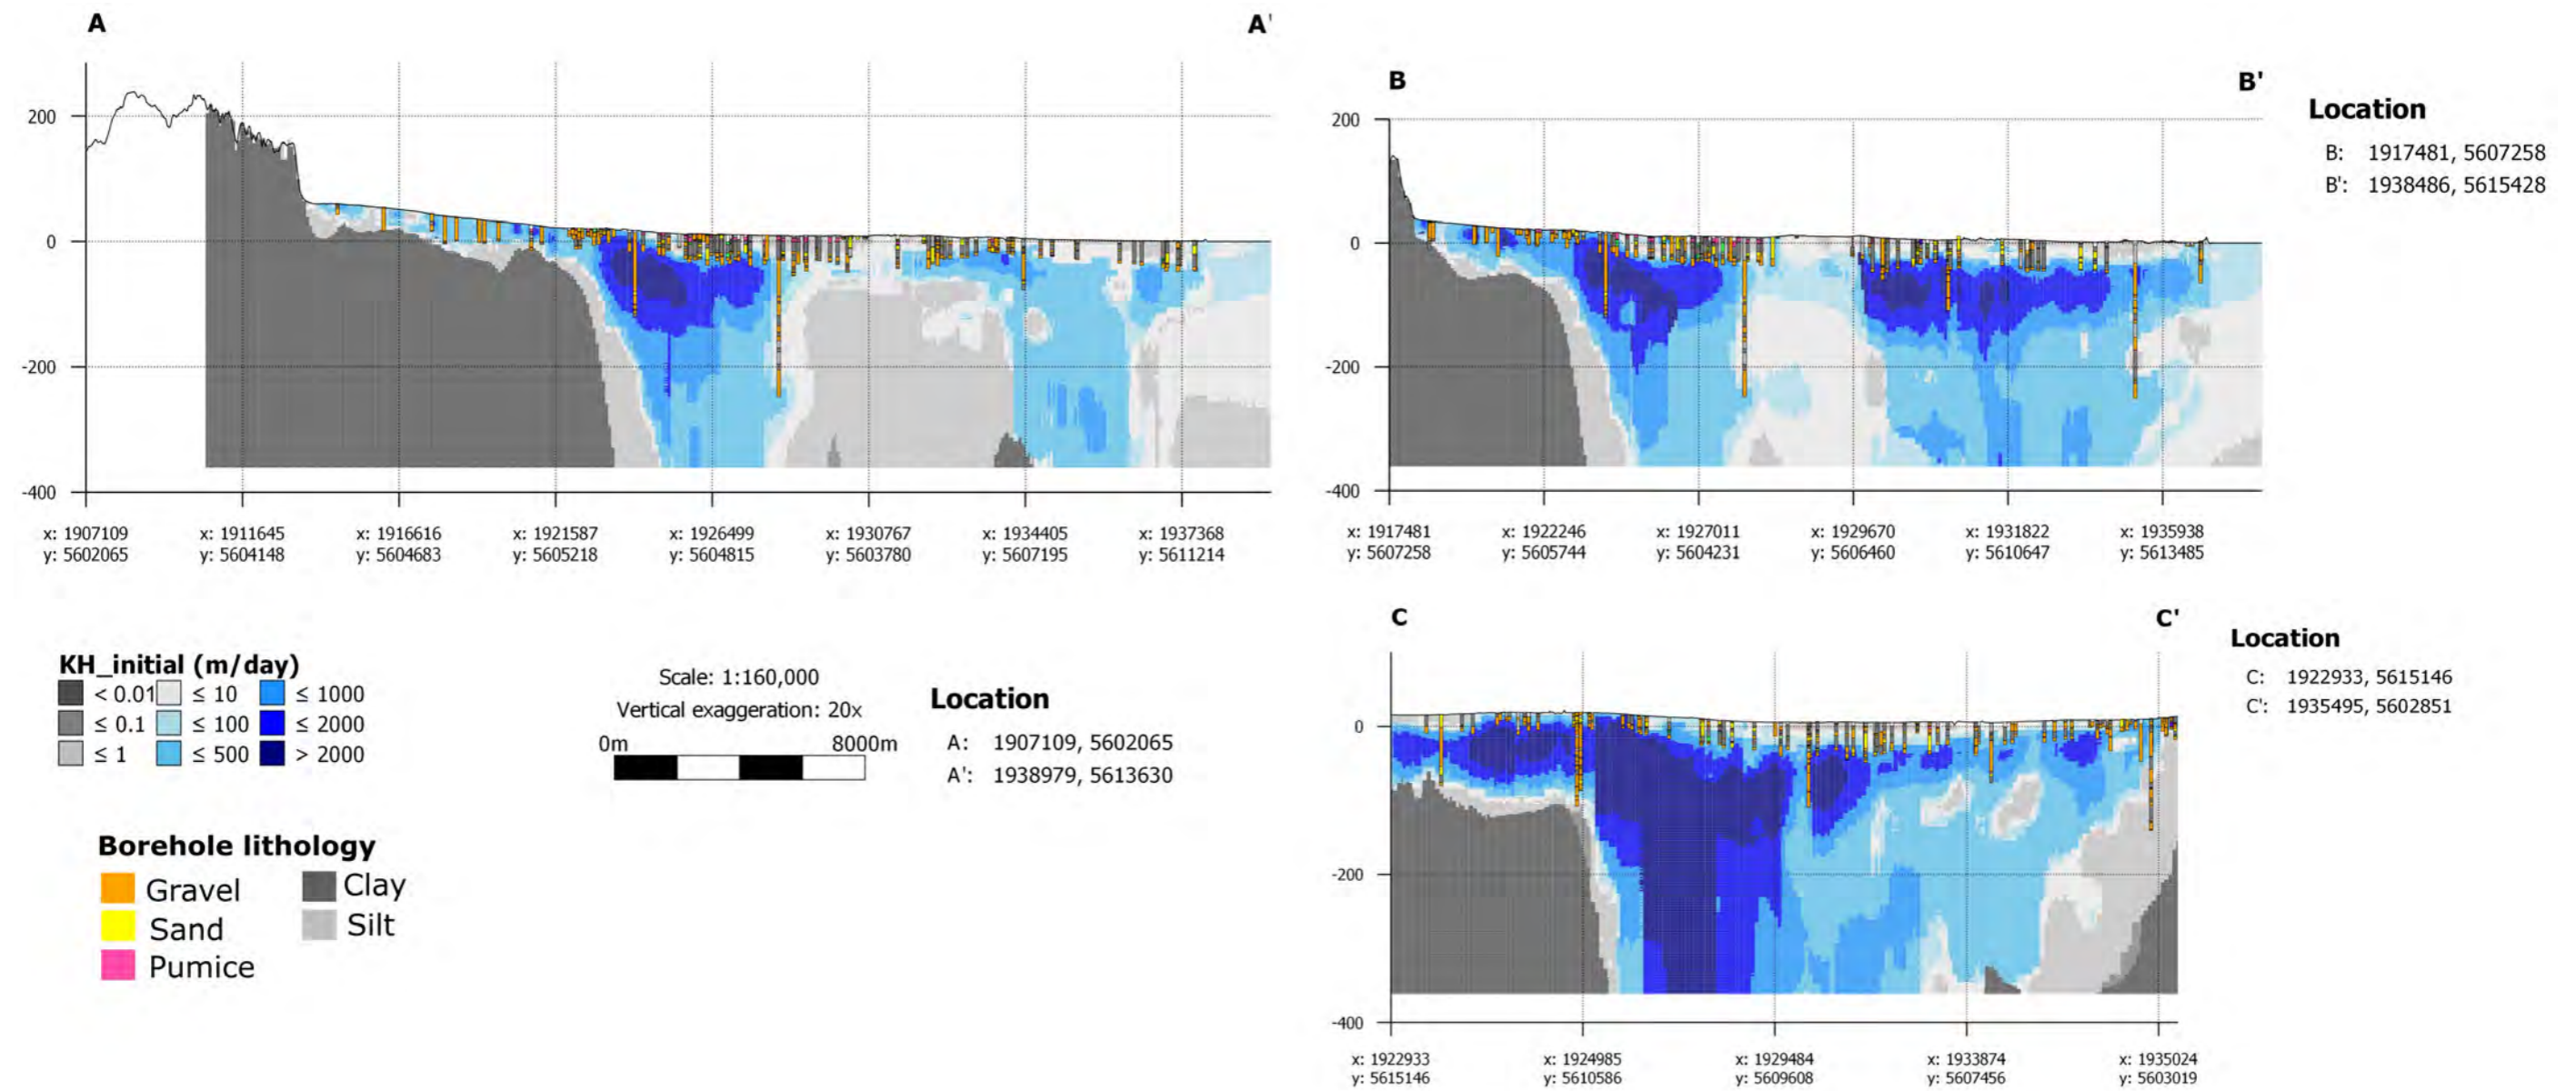 A A'
200
0
-200
-400
x: 1907109 x: 1911645 x: 1916616 x: 1921587 x: 1926499 x: 1930767 x: 1934405 x: 1937368
y: 5602065 y: 5604148 y: 5604683 y: 5605218 y: 5604815 y: 5603780 y: 5607195 y: 5611214
B B'
200
0
-200
-400
x: 1917481 x: 1922246 x: 1927011 x: 1929670 x: 1931822 x: 1935938
y: 5607258 y: 5605744 y: 5604231 y: 5606460 y: 5610647 y: 5613485
Location
B: 1917481, 5607258
B': 1938486, 5615428
KH_initial (m/day)
< 0.01 ≤ 10 ≤ 1000
≤ 0.1 ≤ 100 ≤ 2000
≤ 1 ≤ 500 > 2000
Scale: 1:160,000
Vertical exaggeration: 20x
0m 8000m
Location
A: 1907109, 5602065
A': 1938979, 5613630
Borehole lithology
Gravel Clay
Sand Silt
Pumice
C C'
0
-200
-400
x: 1922933 x: 1924985 x: 1929484 x: 1933874 x: 1935024
y: 5615146 y: 5610586 y: 5609608 y: 5607456 y: 5603019
Location
C: 1922933, 5615146
C': 1935495, 5602851